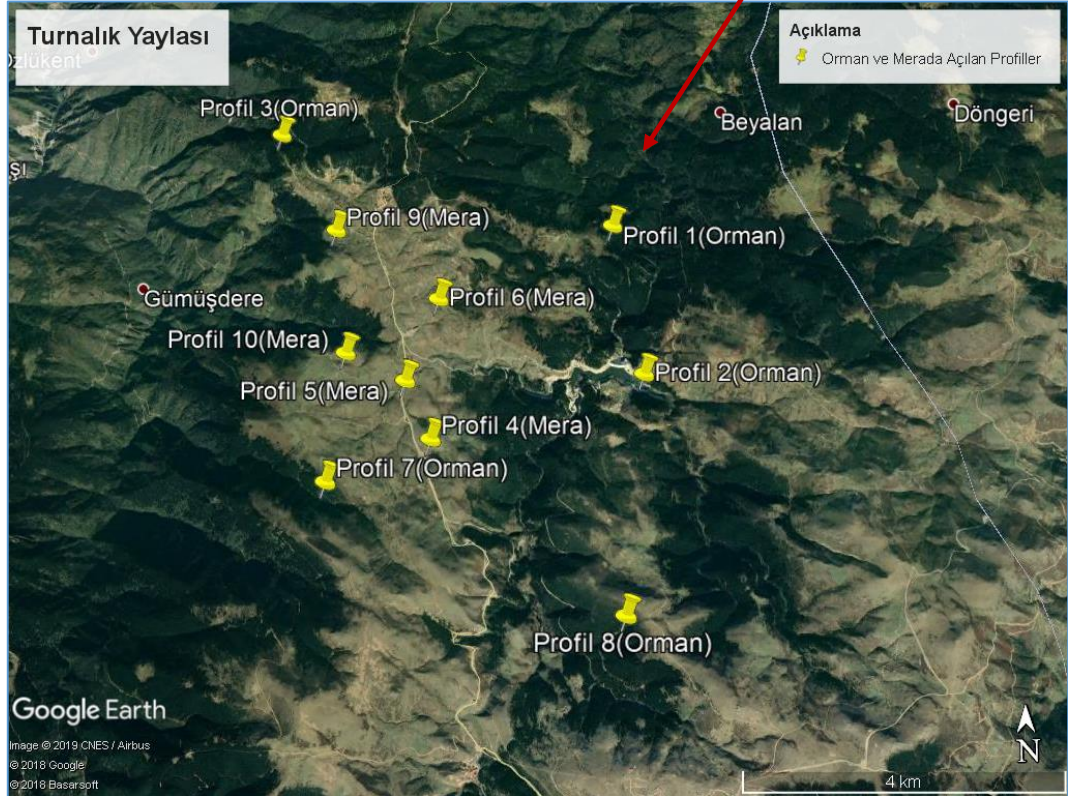 Turnalık Yaylası
Açıklama
Orman ve Merada Açılan Profiller
Özlükent
Profil 3(Orman)
Beyalan
Döngeri
şı
Profil 9(Mera)
Profil 1(Orman)
Gümüşdere
Profil 6(Mera)
Profil 10(Mera)
Profil 2(Orman)
Profil 5(Mera)
Profil 4(Mera)
Profil 7(Orman)
Profil 8(Orman)
Google Earth
Image © 2019 CNES / Airbus
© 2018 Google
© 2018 Basarsoft
N
4 km